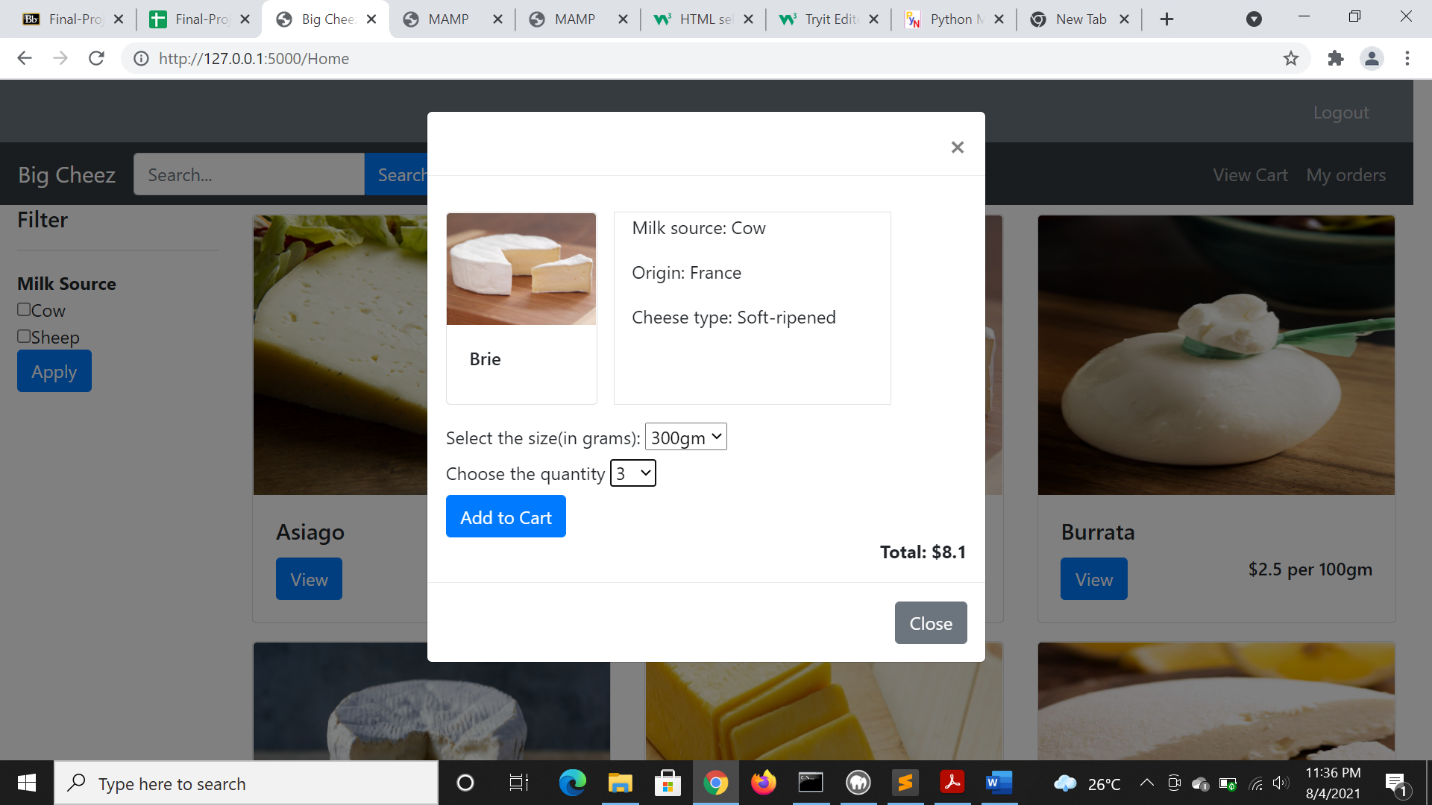 Final-Pro
Final-Pro
Big Chee
MAMP
MAMP
HTML sel
Tryit Edit
Python M
New Tab
http://127.0.0.1:5000/Home
Logout
Big Cheez
Search...
Search
View Cart
My orders
Filter
Milk Source
Cow
Sheep
Apply
×
Milk source: Cow
Origin: France
Cheese type: Soft-ripened
Brie
Select the size(in grams): 300gm
Choose the quantity 3
Add to Cart
Total: $8.1
Close
Asiago
View
Burrata
View
$2.5 per 100gm
Type here to search
26°C
11:36 PM
8/4/2021
1